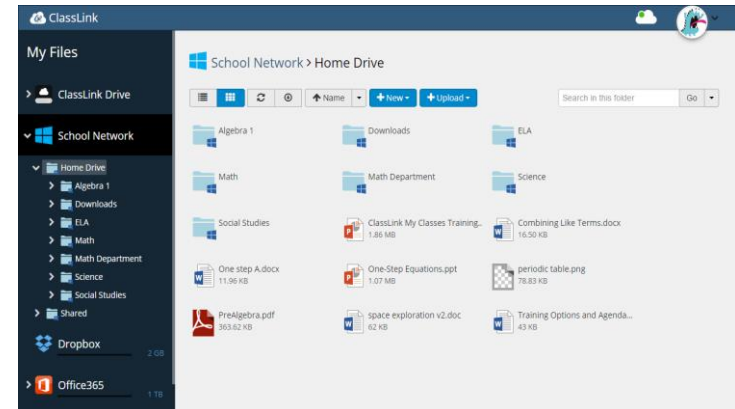 ClassLink
My Files
ClassLink Drive
School Network
Home Drive
Algebra 1
Downloads
ELA
Math
Math Department
Science
Social Studies
Shared
Dropbox
2 GB
Office365
1 TB
School Network > Home Drive
Name
+New
+Upload
Search in this folder
Go
Algebra 1
Downloads
ELA
Math
Math Department
Science
Social Studies
ClassLink My Classes Training..
1.86 MB
Combining Like Terms.docx
16.50 KB
One step A.docx
11.96 KB
One-Step Equations.ppt
1.07 MB
periodic table.png
78.83 KB
PreAlgebra.pdf
363.62 KB
space exploration v2.doc
62 KB
Training Options and Agenda...
43 KB